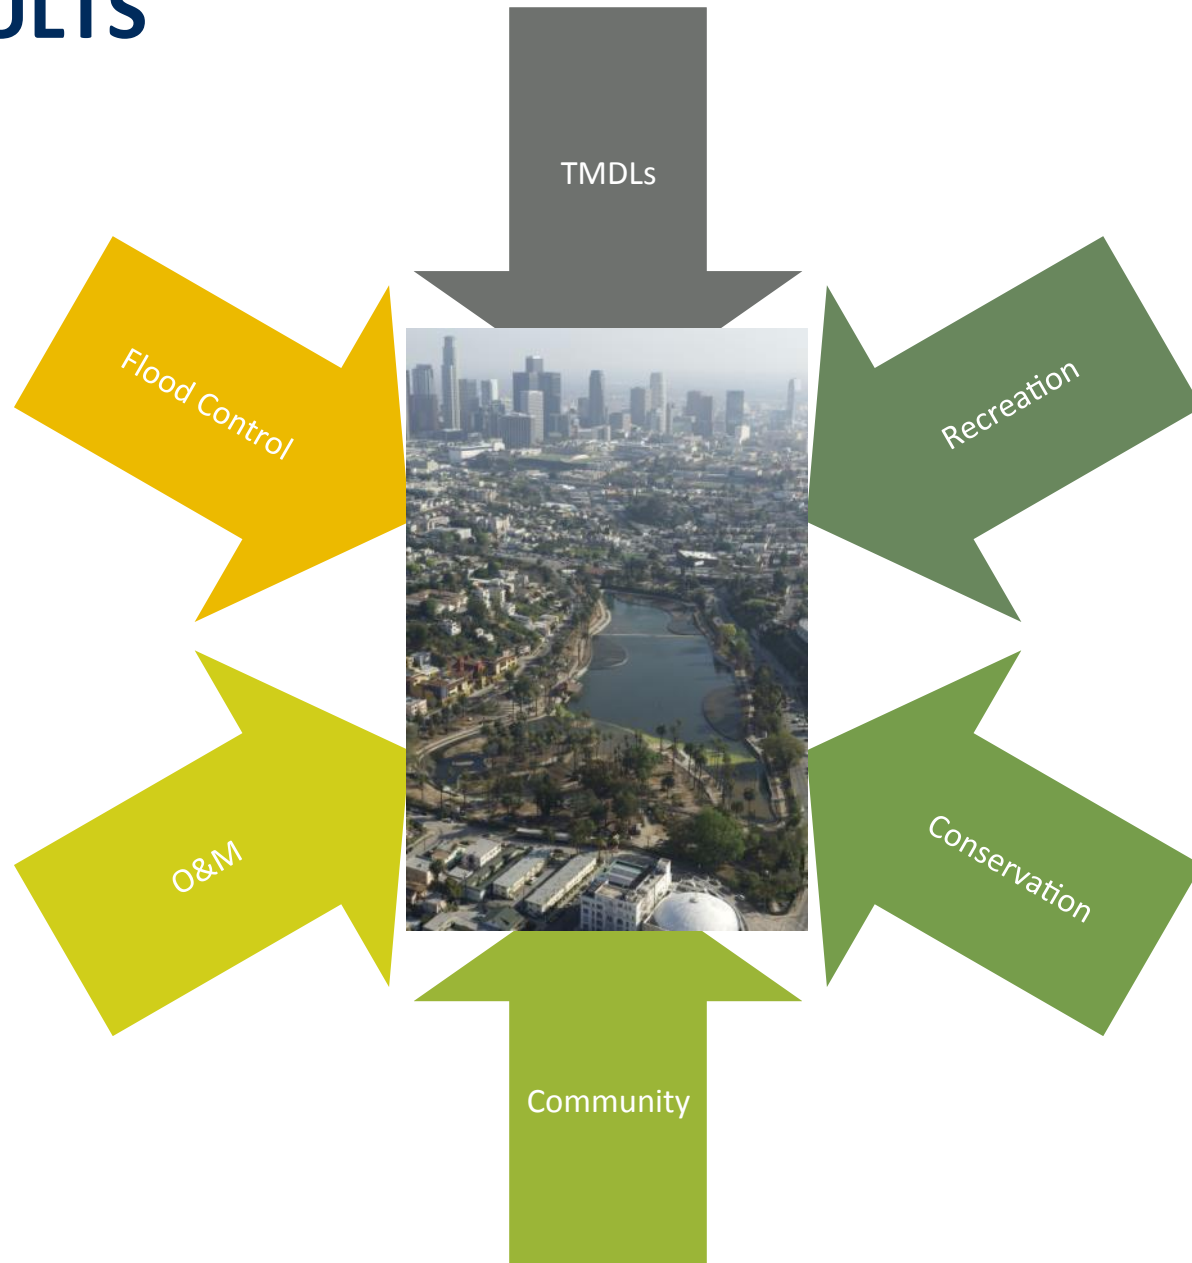 ULTS
TMDLs
Flood Control
Recreation
O&M
Conservation
Community